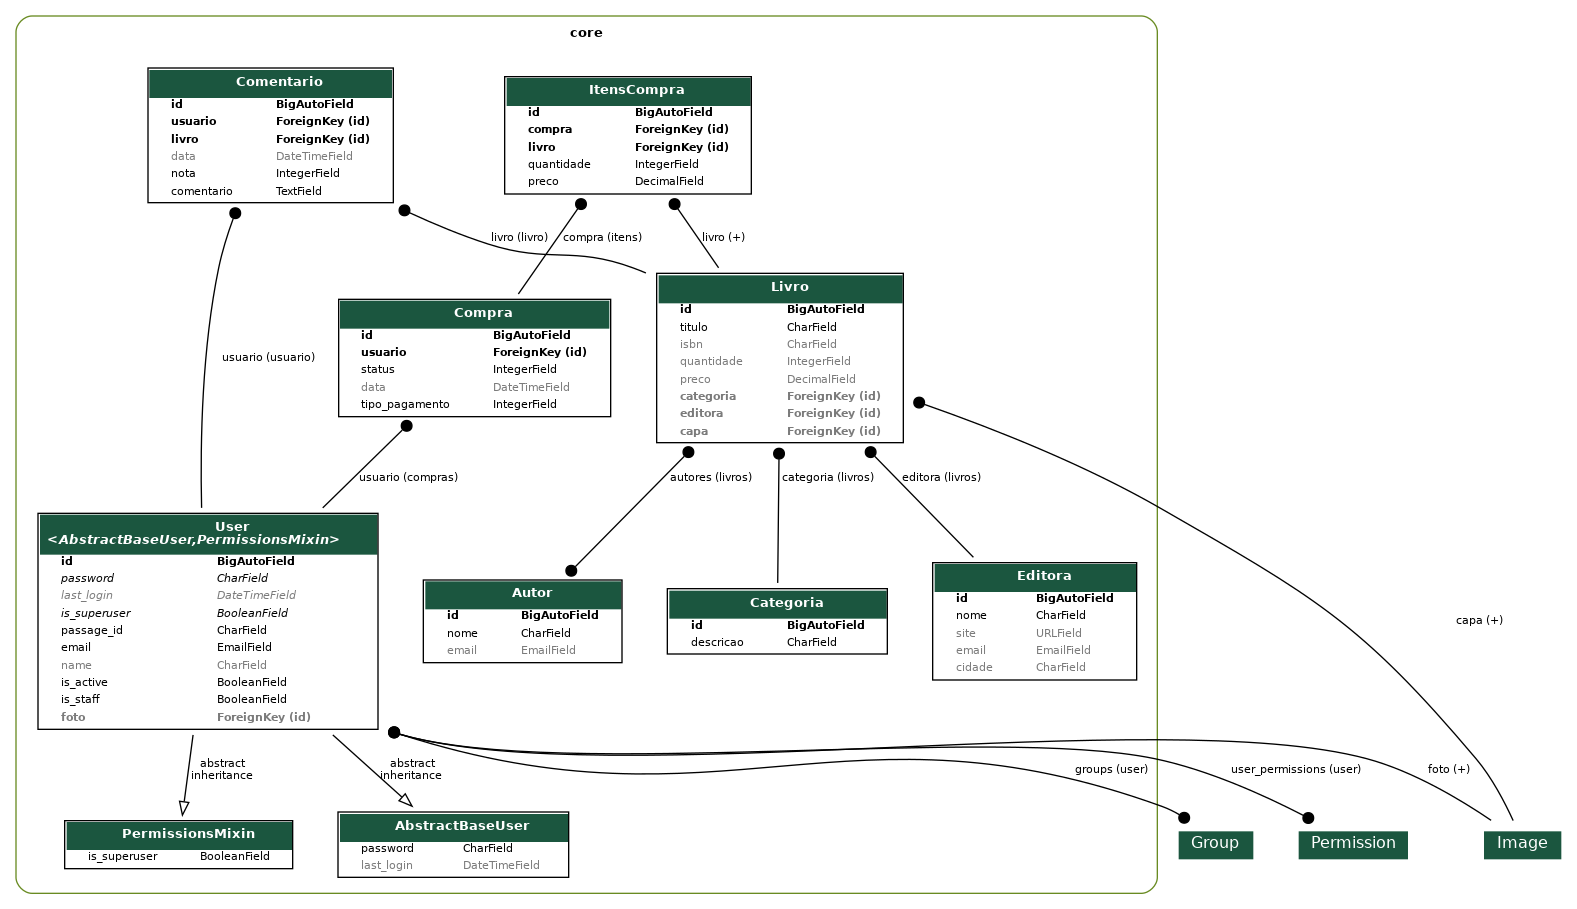 core
Comentario
id BigAutoField
usuario ForeignKey (id)
livro ForeignKey (id)
data DateTimeField
nota IntegerField
comentario TextField
ItensCompra
id BigAutoField
compra ForeignKey (id)
livro ForeignKey (id)
quantidade IntegerField
preco DecimalField
livro (livro)
compra (itens)
livro (+)
Compra
id BigAutoField
usuario ForeignKey (id)
status IntegerField
data DateTimeField
tipo_pagamento IntegerField
Livro
id BigAutoField
titulo CharField
isbn CharField
quantidade IntegerField
preco DecimalField
categoria ForeignKey (id)
editora ForeignKey (id)
capa ForeignKey (id)
usuario (usuario)
usuario (compras)
autores (livros)
categoria (livros)
editora (livros)
User
<AbstractBaseUser,PermissionsMixin>
id BigAutoField
password CharField
last_login DateTimeField
is_superuser BooleanField
passage_id CharField
email EmailField
name CharField
is_active BooleanField
is_staff BooleanField
foto ForeignKey (id)
Autor
id BigAutoField
nome CharField
email EmailField
Categoria
id BigAutoField
descricao CharField
Editora
id BigAutoField
nome CharField
site URLField
email EmailField
cidade CharField
capa (+)
abstract
inheritance
abstract
inheritance
groups (user)
user_permissions (user)
foto (+)
PermissionsMixin
is_superuser BooleanField
AbstractBaseUser
password CharField
last_login DateTimeField
Group
Permission
Image